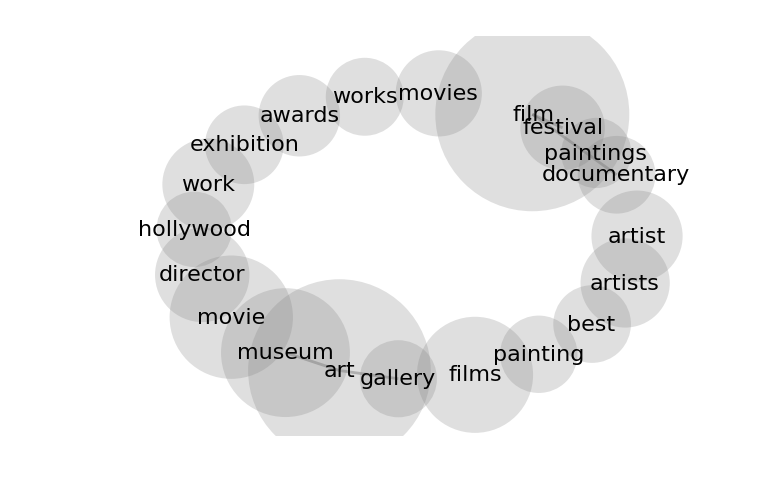 movies
works
film
awards
festival
exhibition
paintings
documentary
work
hollywood
artist
director
artists
movie
best
museum
painting
art
films
gallery